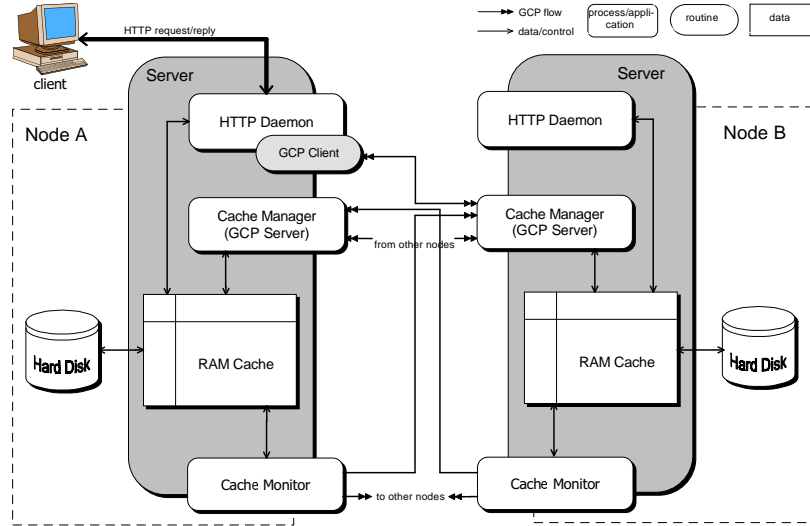 HTTP request/reply
GCP flow
data/control
process/appli-
cation
routine
data
client
Server
Server
Node A
Node B
HTTP Daemon
HTTP Daemon
GCP Client
Cache Manager
(GCP Server)
Cache Manager
(GCP Server)
from other nodes
Hard Disk
RAM Cache
RAM Cache
Hard Disk
Cache Monitor
to other nodes
Cache Monitor